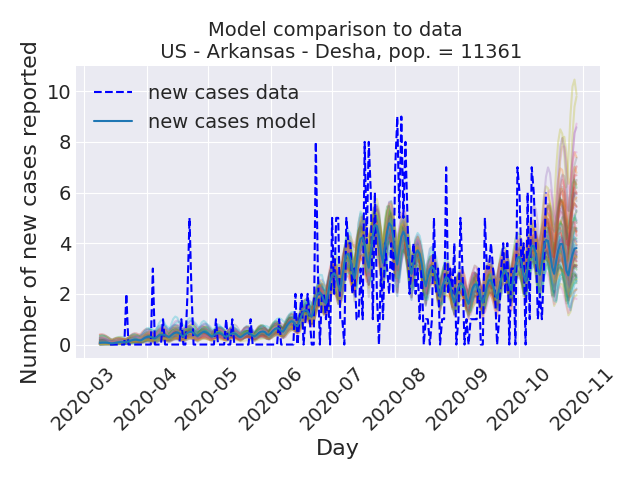 Model comparison to data
US - Arkansas - Desha, pop. = 11361
Number of new cases reported
10
8
6
4
2
0
new cases data
new cases model
2020-03
2020-04
2020-05
2020-06
2020-07
2020-08
2020-09
2020-10
2020-11
Day